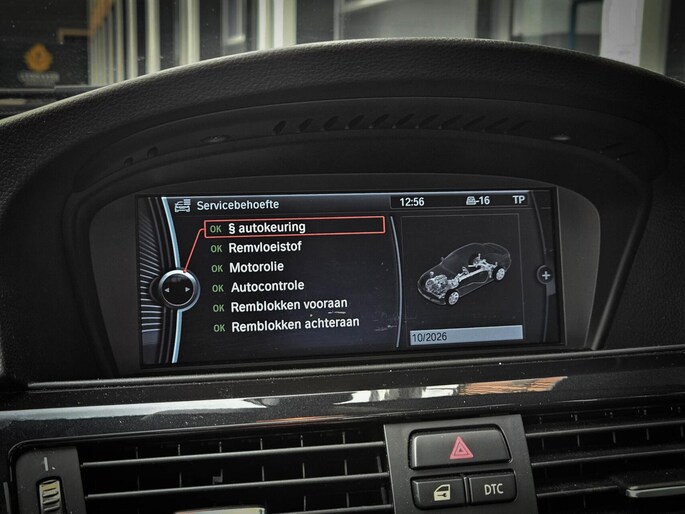 Servicebehoefte 12:56 -16 TP
OK § autokeuring
OK Remvloeistof
OK Motorolie
OK Autocontrole
OK Remblokken vooraan
OK Remblokken achteraan
10/2026
1
DTC